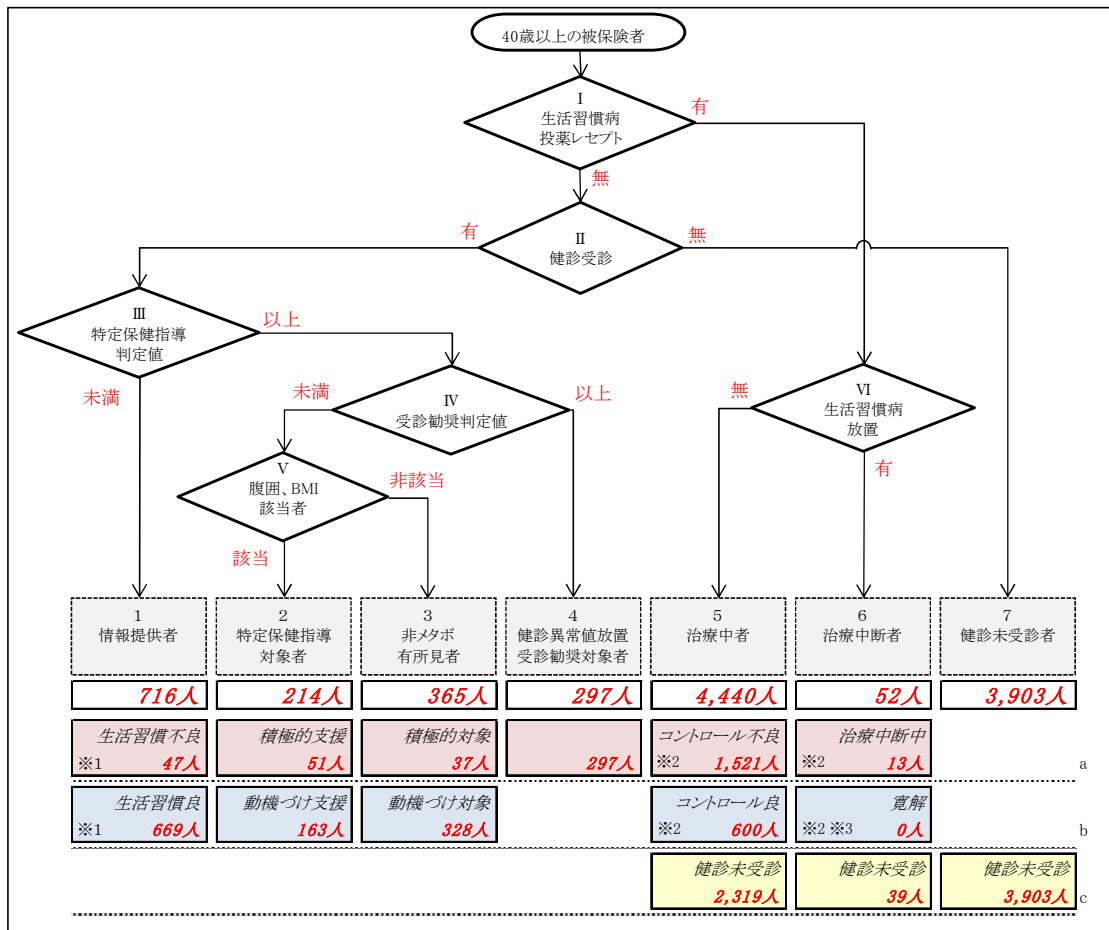 40歳以上の被保険者
Ⅰ
生活習慣病
投薬レセプト
有
無
Ⅱ
健診受診
有
無
Ⅲ
特定保健指導
判定値
以上
未満
Ⅳ
受診勧奨判定値
未満
以上
Ⅵ
生活習慣病
放置
無
有
Ⅴ
腹囲、BMI
該当者
非該当
該当
1
情報提供者
2
特定保健指導
対象者
3
非メタボ
有所見者
4
健診異常値放置
受診勧奨対象者
5
治療中者
6
治療中断者
7
健診未受診者
716人
214人
365人
297人
4,440人
52人
3,903人
生活習慣不良
※1 47人
積極的支援
51人
積極的対象
37人
297人
コントロール不良
※2 1,521人
治療中断中
※2 13人
a
生活習慣良
※1 669人
動機づけ支援
163人
動機づけ対象
328人
コントロール良
※2 600人
寛解
※2 ※3 0人
b
健診未受診
2,319人
健診未受診
39人
健診未受診
3,903人
c